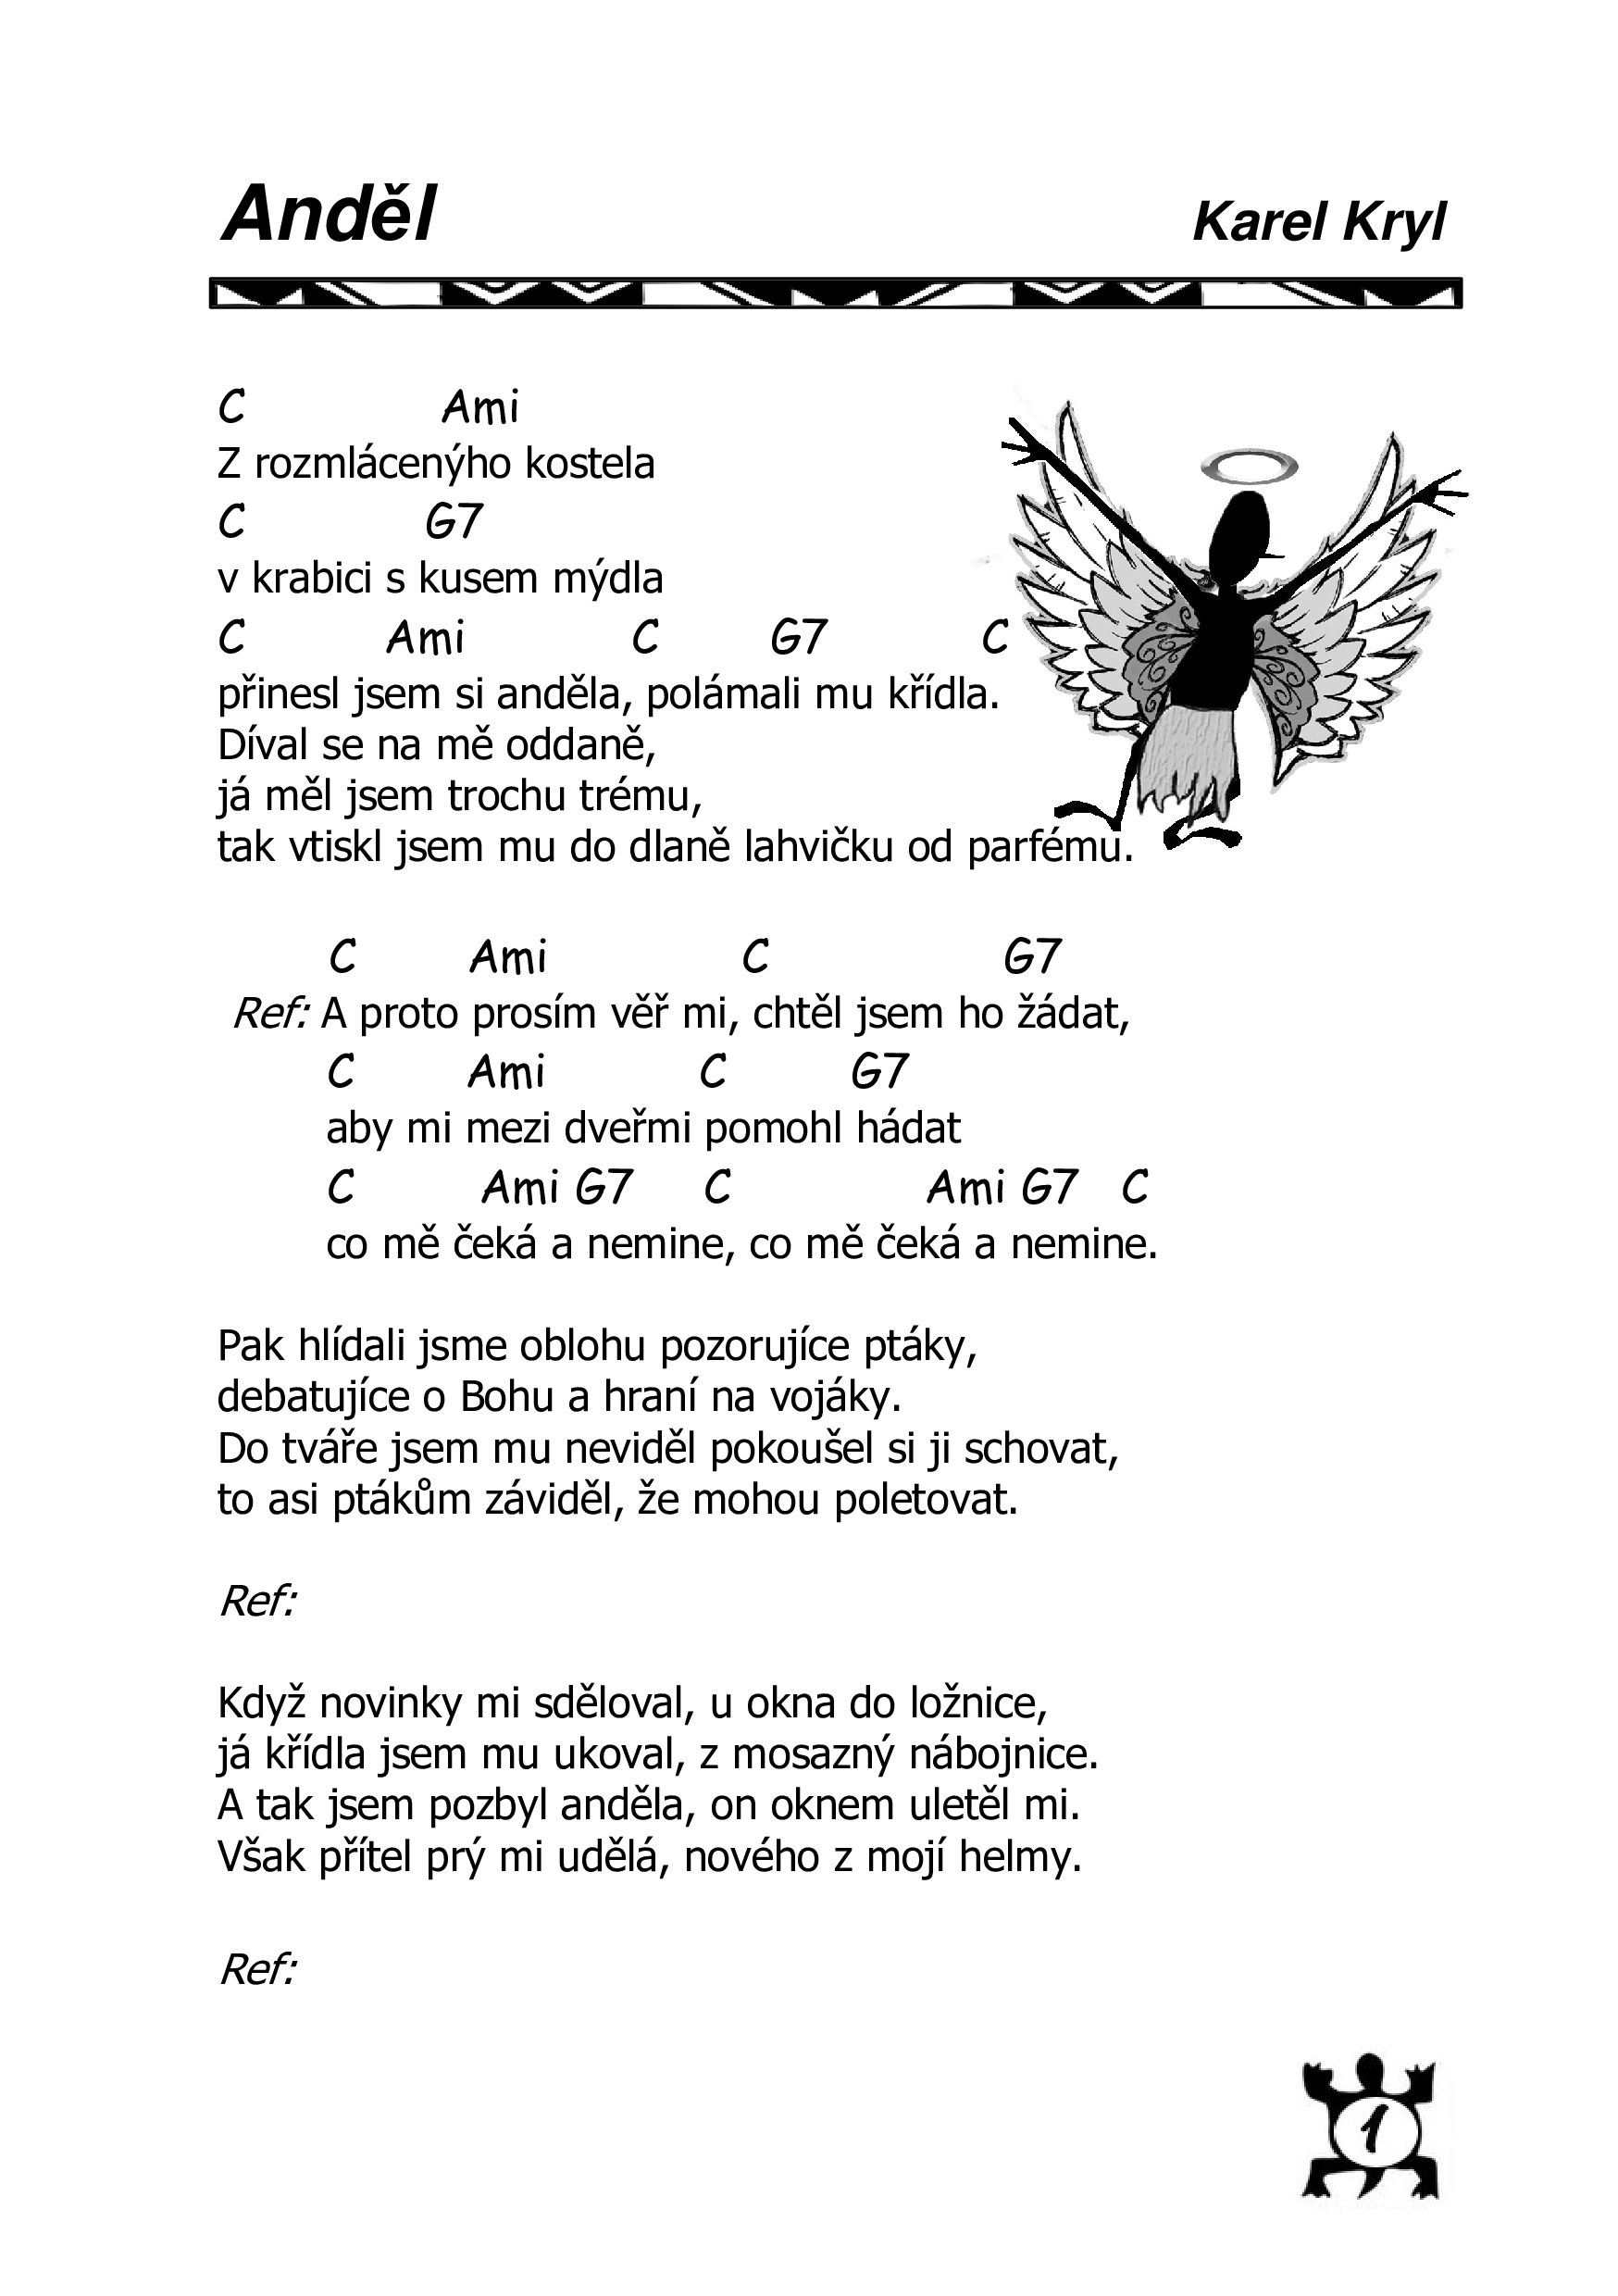 Anděl
Karel Kryl
C Ami
Z rozmlácenýho kostela
C G7
v krabici s kusem mýdla
C Ami C G7 C
přinesl jsem si anděla, polámali mu křídla.
Díval se na mě oddaně,
já měl jsem trochu trému,
tak vtiskl jsem mu do dlaně lahvičku od parfému.
C Ami C G7
Ref: A proto prosím věř mi, chtěl jsem ho žádat,
C Ami C G7
aby mi mezi dveřmi pomohl hádat
C Ami G7 C Ami G7 C
co mě čeká a nemine, co mě čeká a nemine.
Pak hlídali jsme oblohu pozorujíce ptáky,
debatujíce o Bohu a hraní na vojáky.
Do tváře jsem mu neviděl pokoušel si ji schovat,
to asi ptákům záviděl, že mohou poletovat.
Ref:
Když novinky mi sděloval, u okna do ložnice,
já křídla jsem mu ukoval, z mosazný nábojnice.
A tak jsem pozbyl anděla, on oknem uletěl mi.
Však přítel prý mi udělá, nového z mojí helmy.
Ref:
1